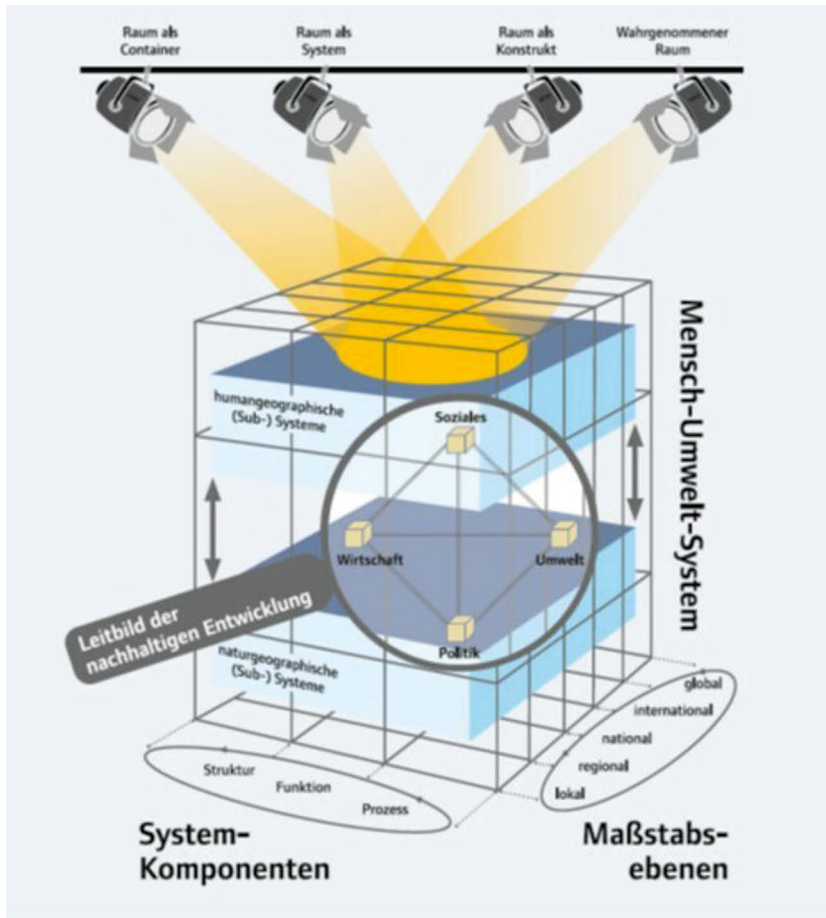 Raum als
Container
Raum als
System
Raum als
Konstrukt
Wahrgenommener
Raum
Mensch-Umwelt-System
humangeographische
(Sub-) Systeme
Soziales
Wirtschaft
Umwelt
Politik
Leitbild der
nachhaltigen Entwicklung
naturgeographische
(Sub-) Systeme
global
international
national
regional
lokal
Struktur
Funktion
Prozess
System-
Komponenten
Maßstabs-
ebenen